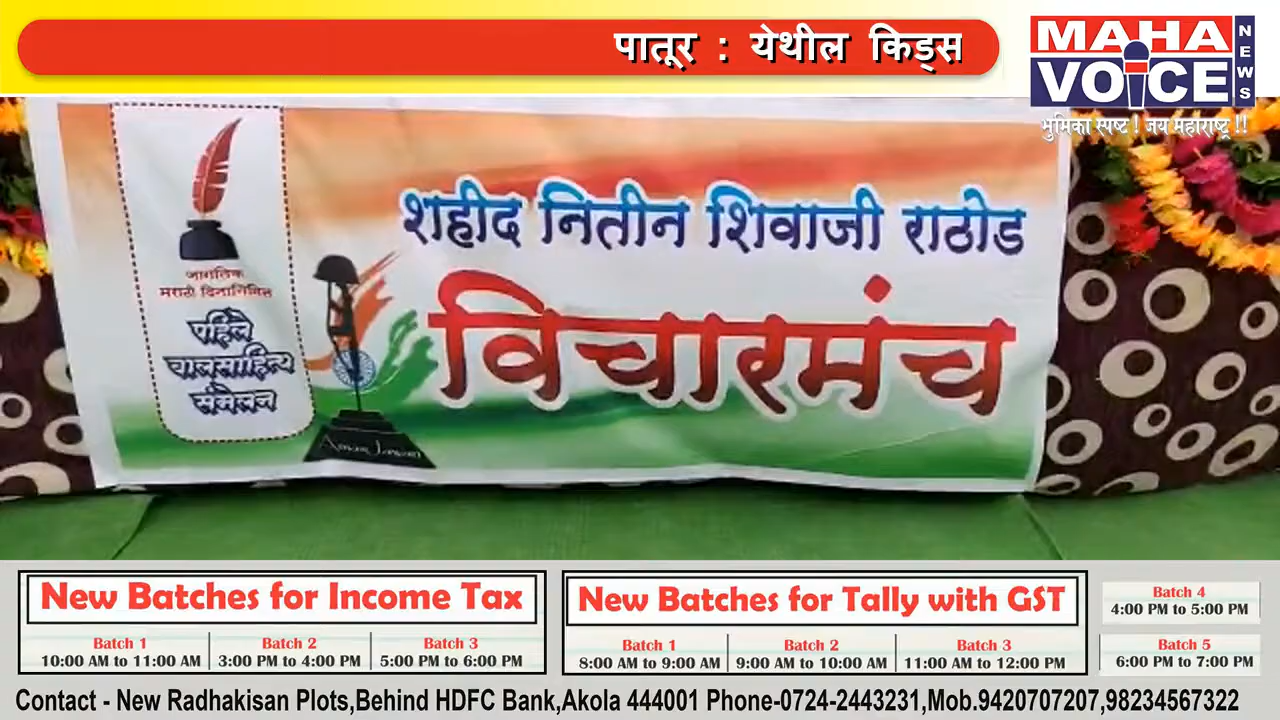 पातूर : येथील किड्स
MAHA
VOICE
NEWS
भुमिका स्पष्ट ! जय महाराष्ट्र !!
शहीद नितीन शिवाजी राठोड
विचारमंच
जागतिक
मराठी दिनानिमित्त
पहिले
बालसाहित्य
संमेलन
Amar Jawan
New Batches for Income Tax
Batch 1 Batch 2 Batch 3
10:00 AM to 11:00 AM 3:00 PM to 4:00 PM 5:00 PM to 6:00 PM
New Batches for Tally with GST
Batch 1 Batch 2 Batch 3
8:00 AM to 9:00 AM 9:00 AM to 10:00 AM 11:00 AM to 12:00 PM
Batch 4
4:00 PM to 5:00 PM
Batch 5
6:00 PM to 7:00 PM
Contact - New Radhakisan Plots,Behind HDFC Bank,Akola 444001 Phone-0724-2443231,Mob.9420707207,98234567322